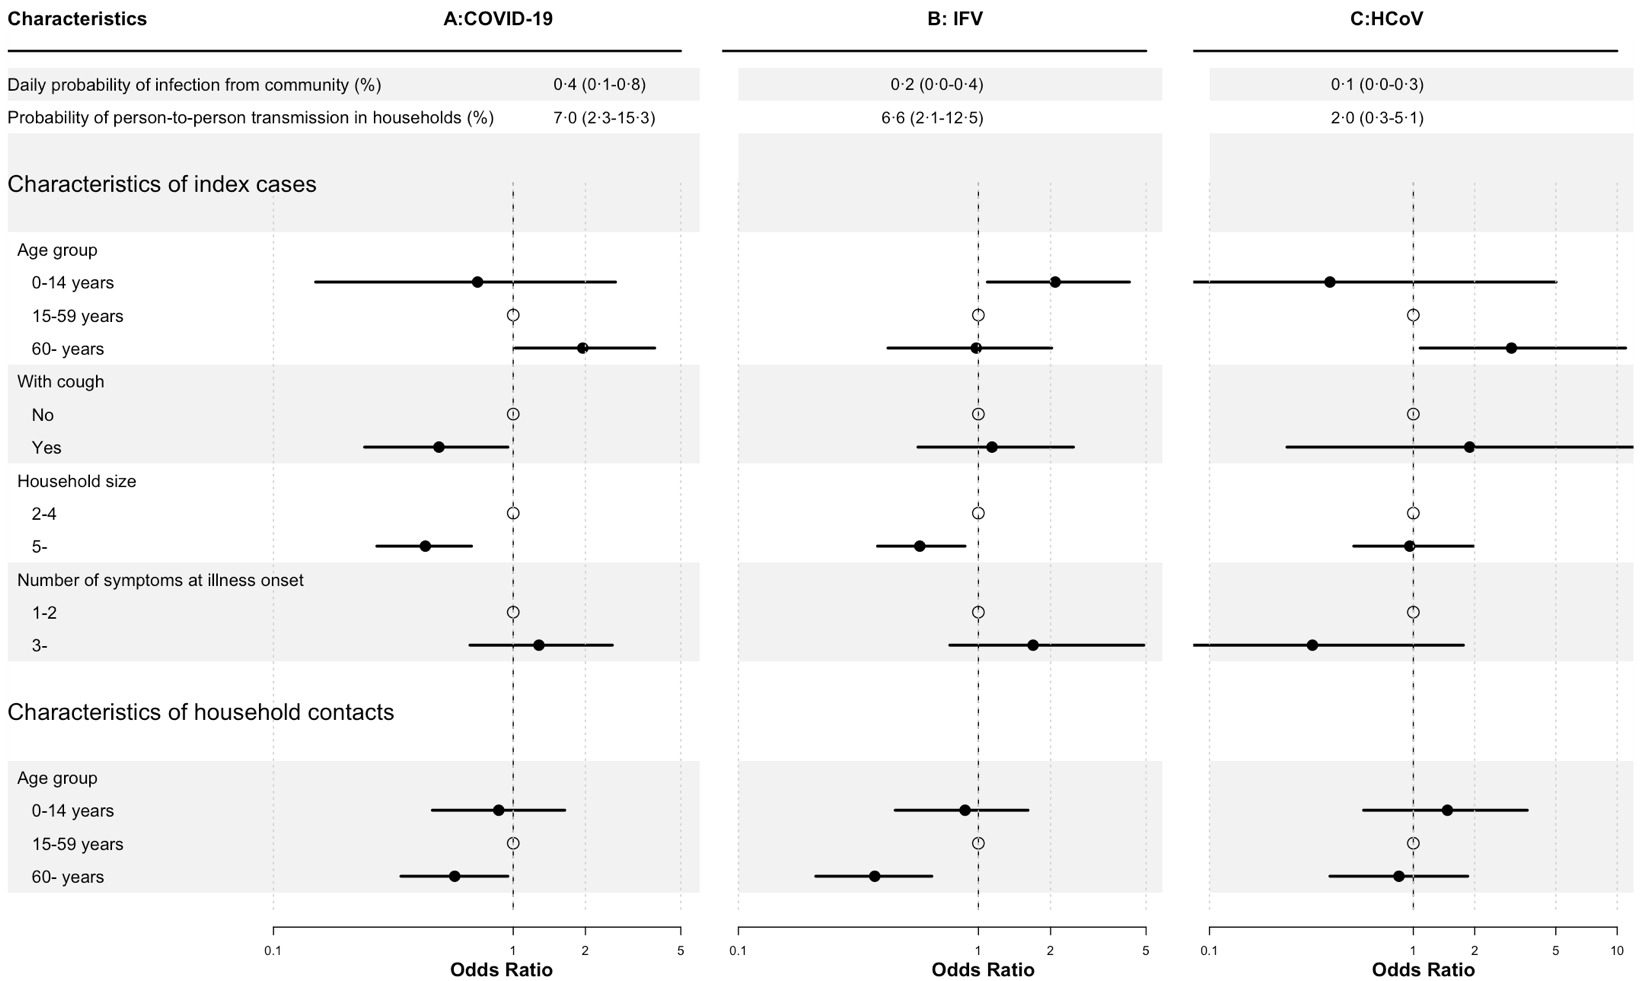 Characteristics A:COVID-19 B: IFV C:HCoV
Daily probability of infection from community (%) 0·4 (0·1-0·8) 0·2 (0·0-0·4) 0·1 (0·0-0·3)
Probability of person-to-person transmission in households (%) 7·0 (2·3-15·3) 6·6 (2·1-12·5) 2·0 (0·3-5·1)
Characteristics of index cases
Age group
0-14 years
15-59 years
60- years
With cough
No
Yes
Household size
2-4
5-
Number of symptoms at illness onset
1-2
3-
Characteristics of household contacts
Age group
0-14 years
15-59 years
60- years
0.1 1 2 5 0.1 1 2 5 0.1 1 2 5 10
Odds Ratio Odds Ratio Odds Ratio